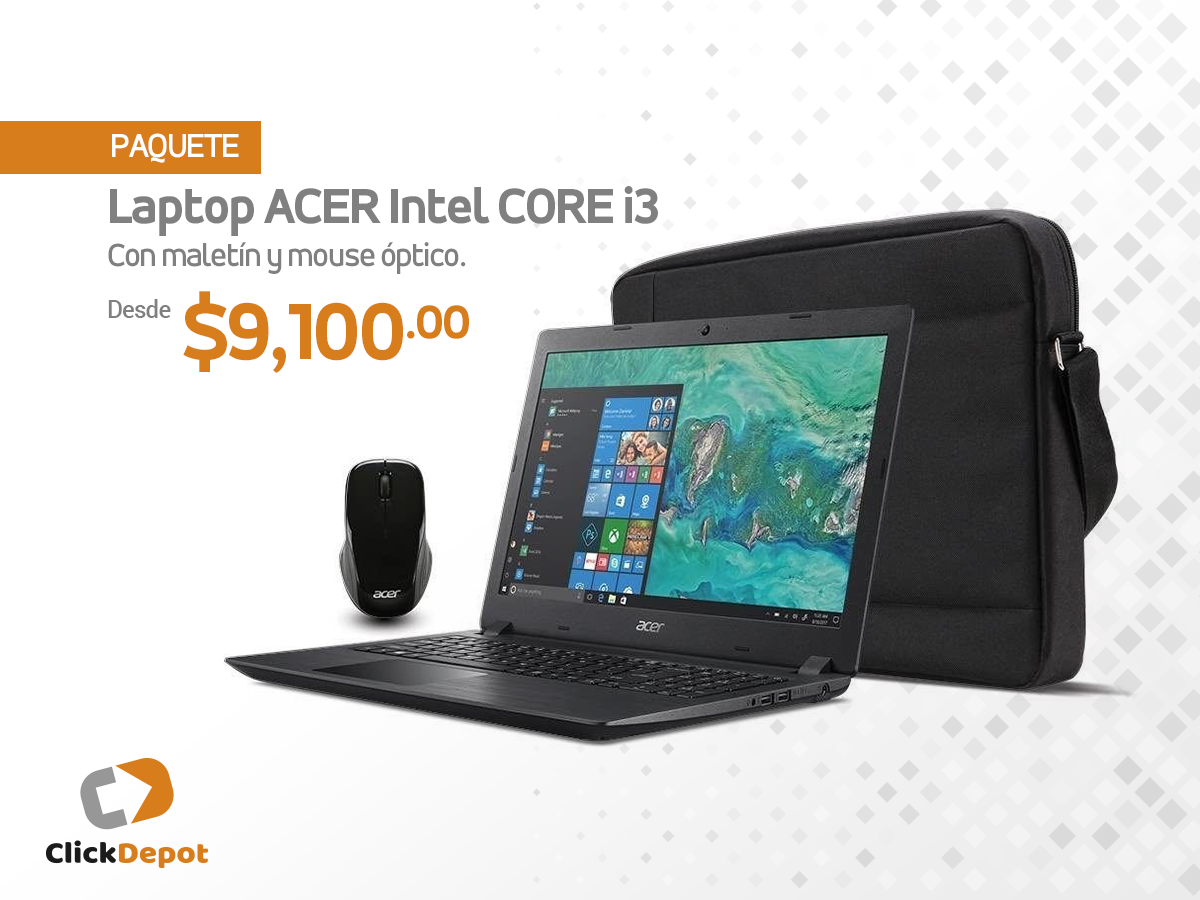 PAQUETE
Laptop ACER Intel CORE i3
Con maletín y mouse óptico.
Desde $9,100.00
acer
acer
ClickDepot